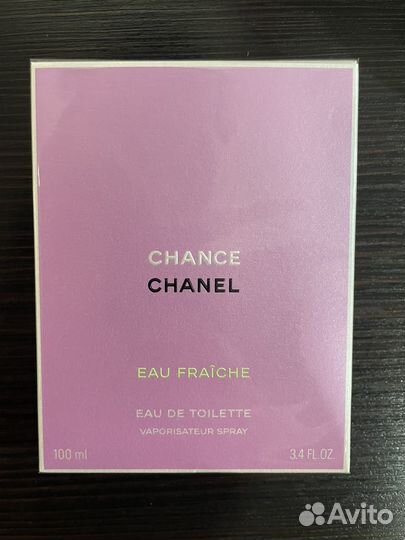 CHANCE
CHANEL
EAU FRAÎCHE
EAU DE TOILETTE
VAPORISATEUR SPRAY
100 ml 3.4 FL.OZ
Avito